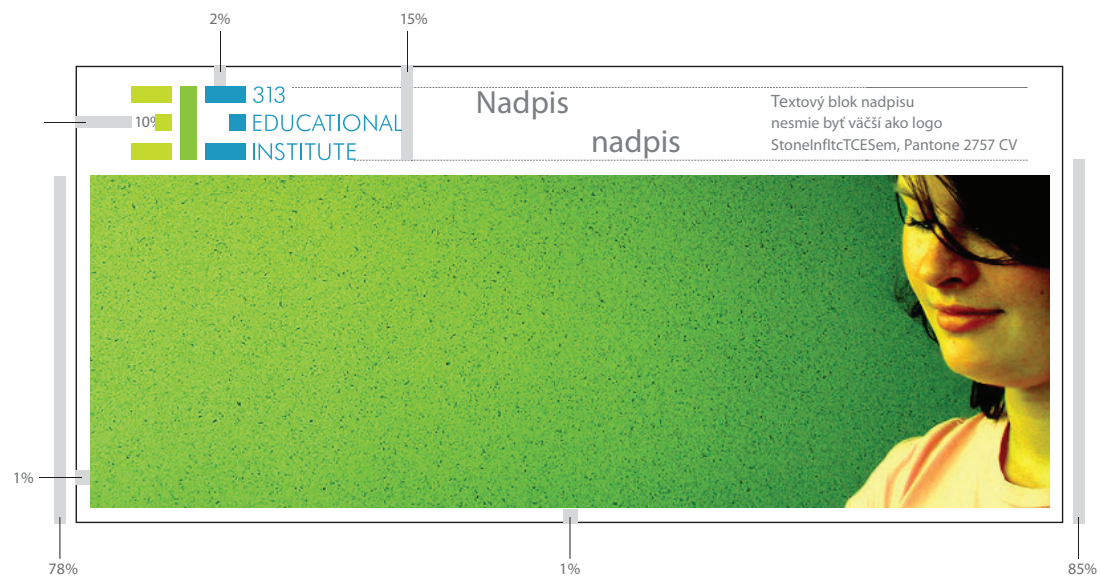 2%
15%
313
EDUCATIONAL
INSTITUTE
10%
Nadpis
nadpis
Textový blok nadpisu
nesmie byť väčší ako logo
StoneInfItcTCESem, Pantone 2757 CV
1%
78%
1%
85%